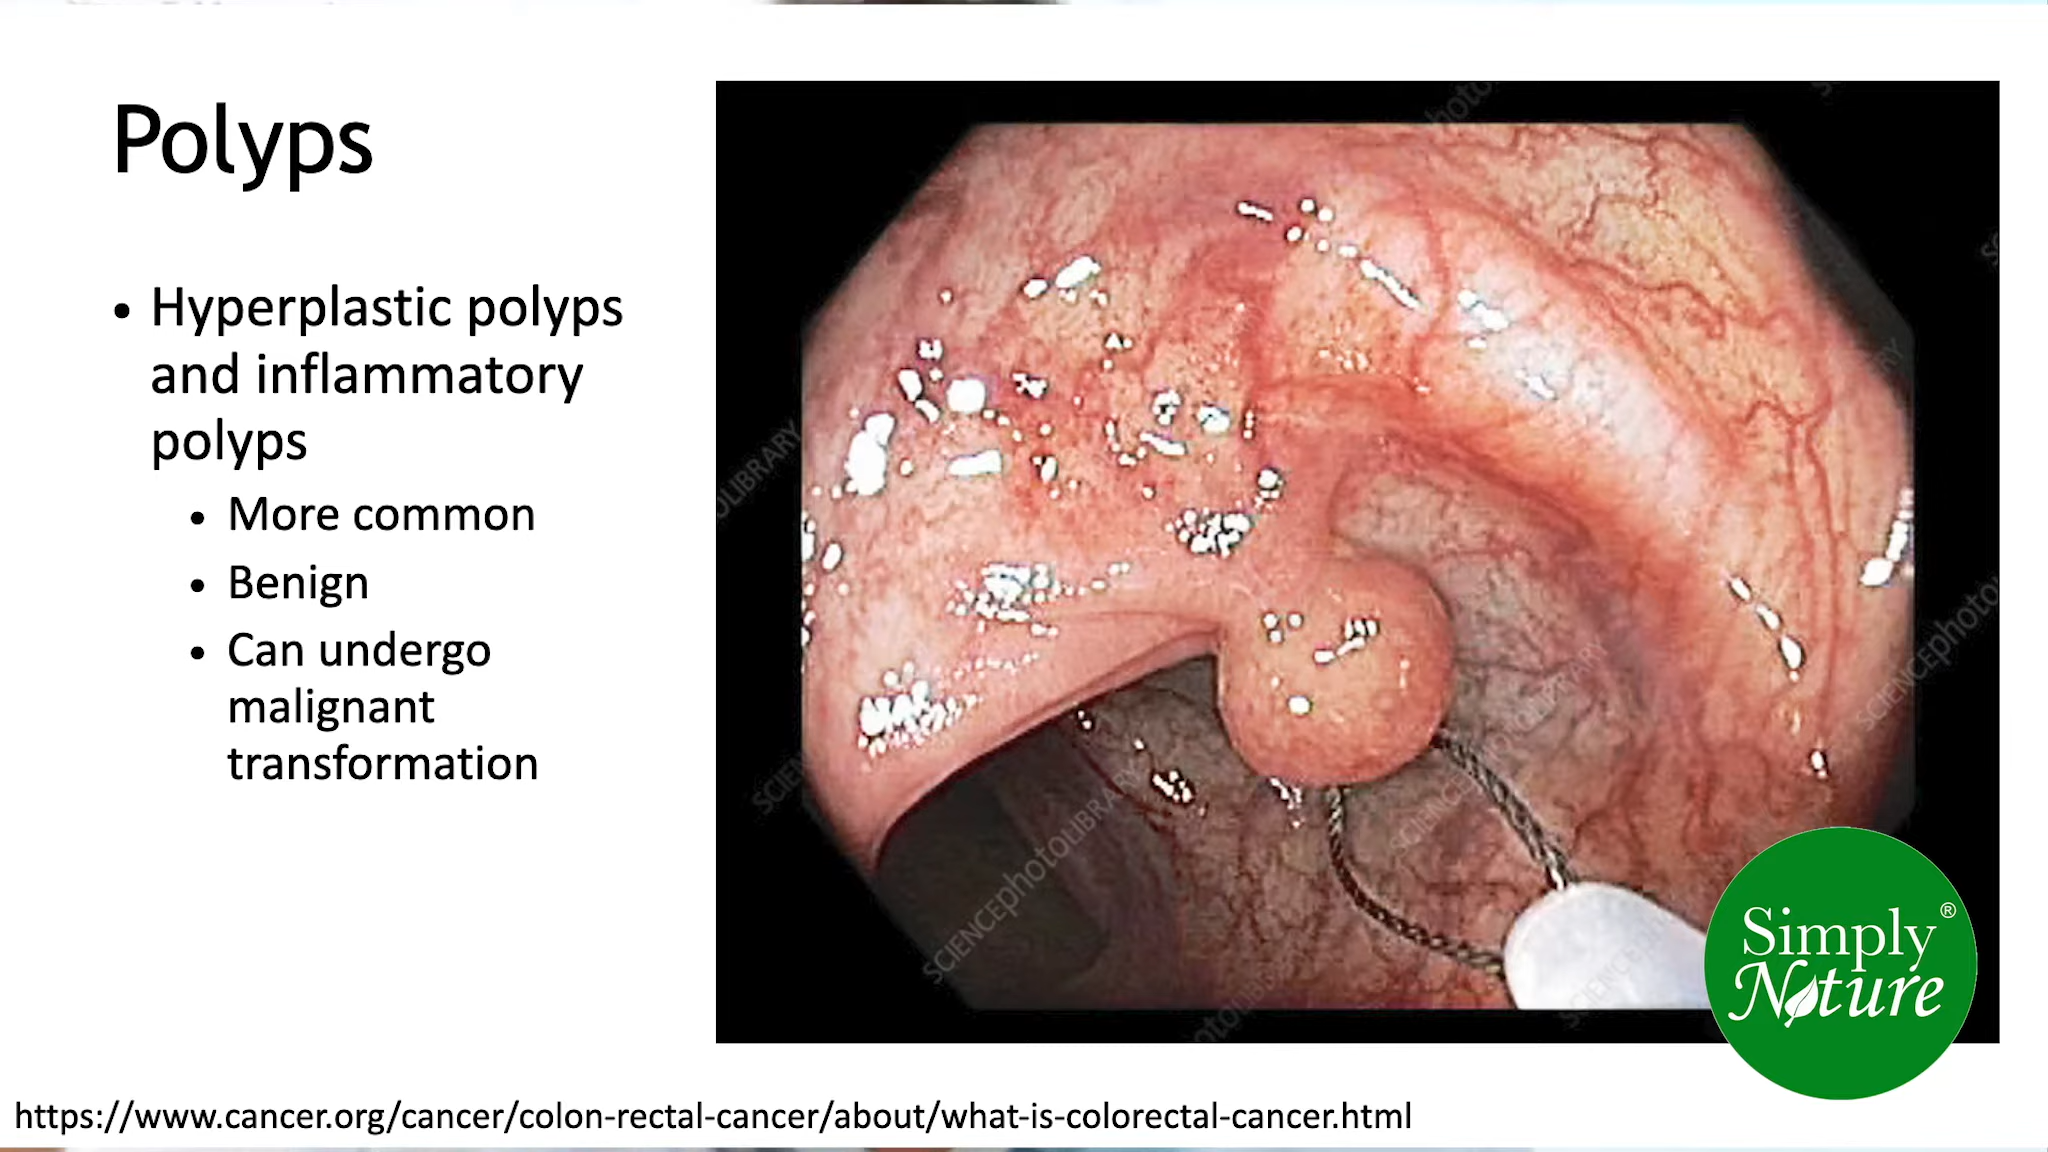 Polyps
• Hyperplastic polyps
and inflammatory
polyps
• More common
• Benign
• Can undergo
malignant
transformation
SCIENCEphotoLIBRARY
Simply
Nature®
https://www.cancer.org/cancer/colon-rectal-cancer/about/what-is-colorectal-cancer.html